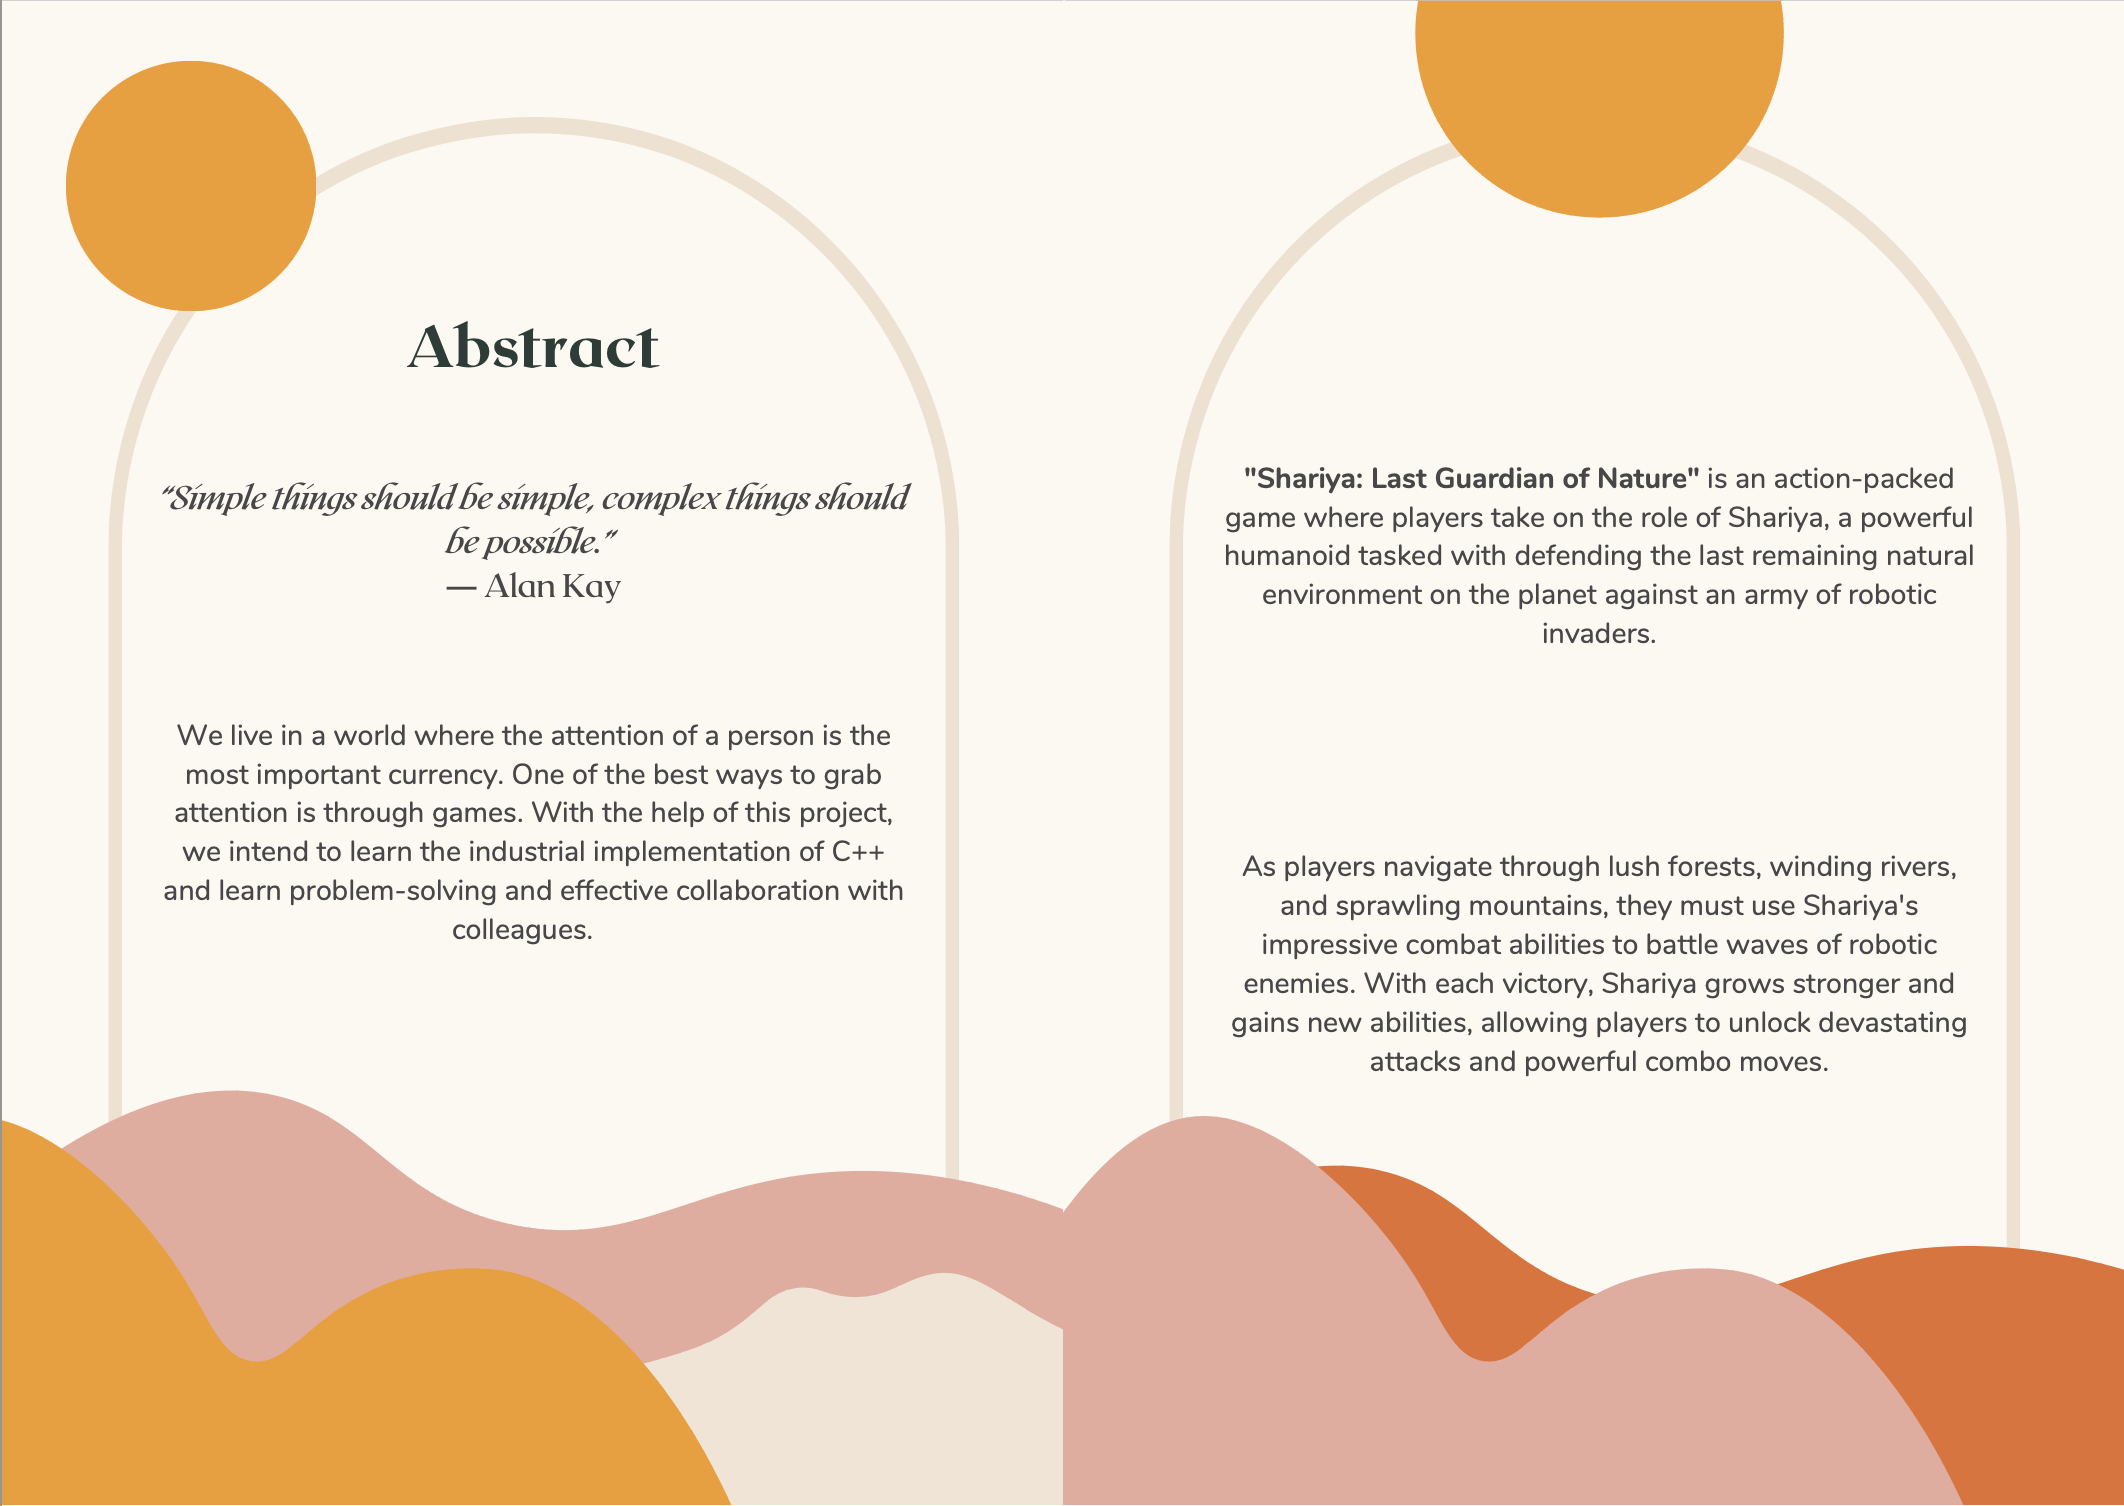 Abstract
"Simple things should be simple, complex things should
be possible."
— Alan Kay
We live in a world where the attention of a person is the
most important currency. One of the best ways to grab
attention is through games. With the help of this project,
we intend to learn the industrial implementation of C++
and learn problem-solving and effective collaboration with
colleagues.
"Shariya: Last Guardian of Nature" is an action-packed
game where players take on the role of Shariya, a powerful
humanoid tasked with defending the last remaining natural
environment on the planet against an army of robotic
invaders.
As players navigate through lush forests, winding rivers,
and sprawling mountains, they must use Shariya's
impressive combat abilities to battle waves of robotic
enemies. With each victory, Shariya grows stronger and
gains new abilities, allowing players to unlock devastating
attacks and powerful combo moves.